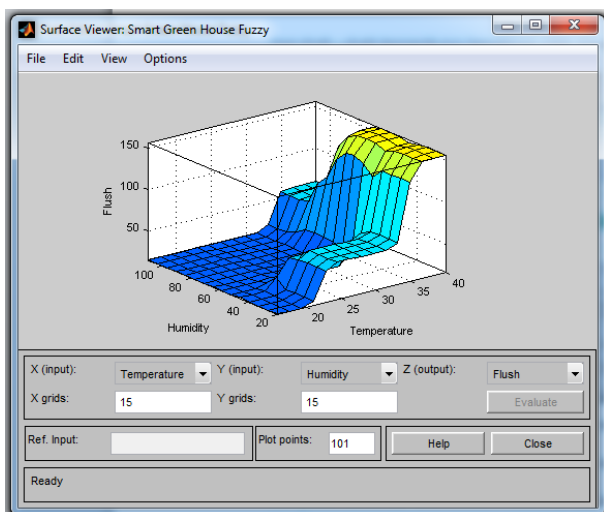 Surface Viewer: Smart Green House Fuzzy
File Edit View Options
150
100
50
Flush
100
80
60
40
20
Humidity
20
25
30
35
40
Temperature
X (input): Temperature Y (input): Humidity Z (output): Flush
X grids: 15 Y grids: 15 Evaluate
Ref. Input: Plot points: 101 Help Close
Ready